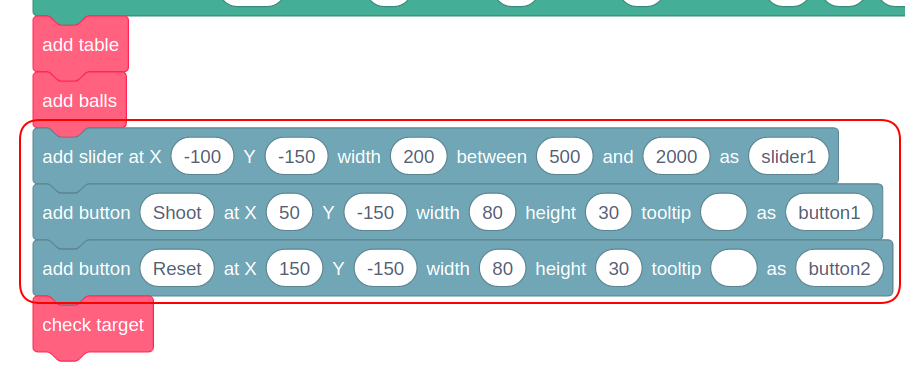 add table
add balls
add slider at X -100 Y -150 width 200 between 500 and 2000 as slider1
add button Shoot at X 50 Y -150 width 80 height 30 tooltip as button1
add button Reset at X 150 Y -150 width 80 height 30 tooltip as button2
check target